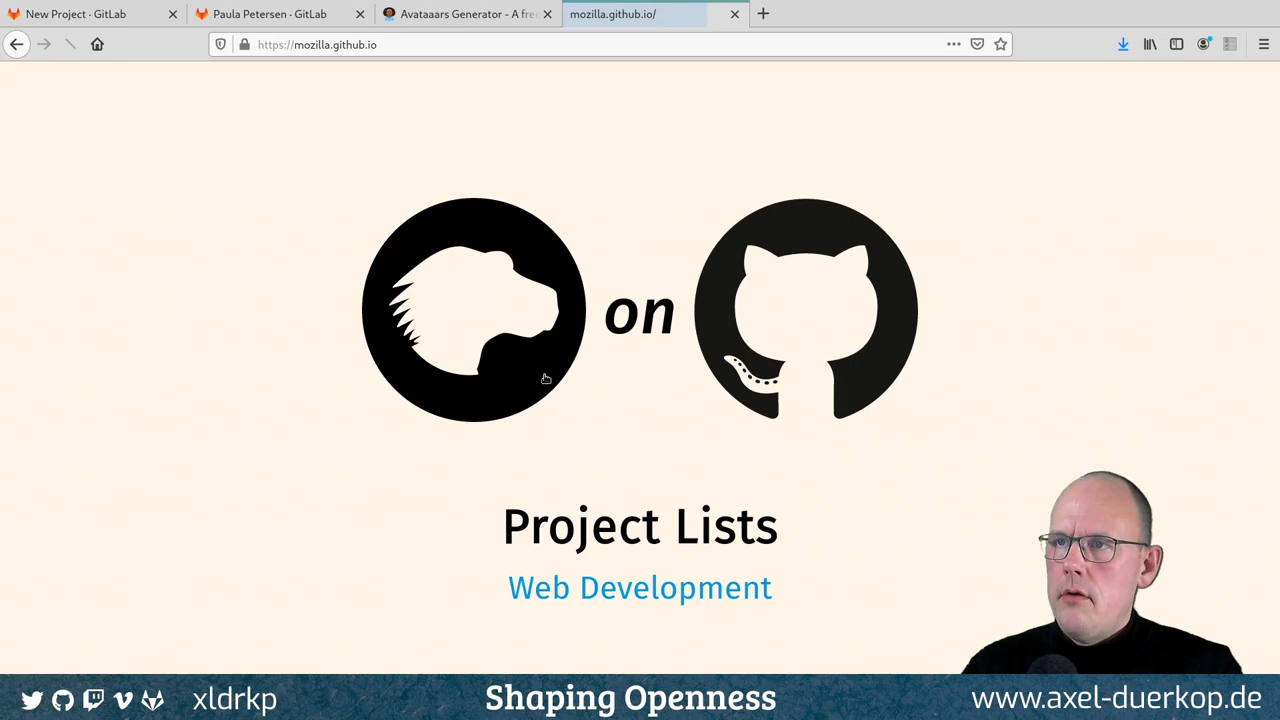 New Project · GitLab
Paula Petersen · GitLab
Avataaars Generator - A fre
mozilla.github.io/
https://mozilla.github.io
on
Project Lists
Web Development
xldrkp
Shaping Openness
www.axel-duerkop.de